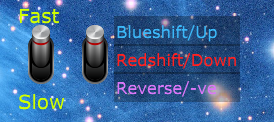 Fast
Blueshift/Up
Redshift/Down
Reverse/-ve
Slow